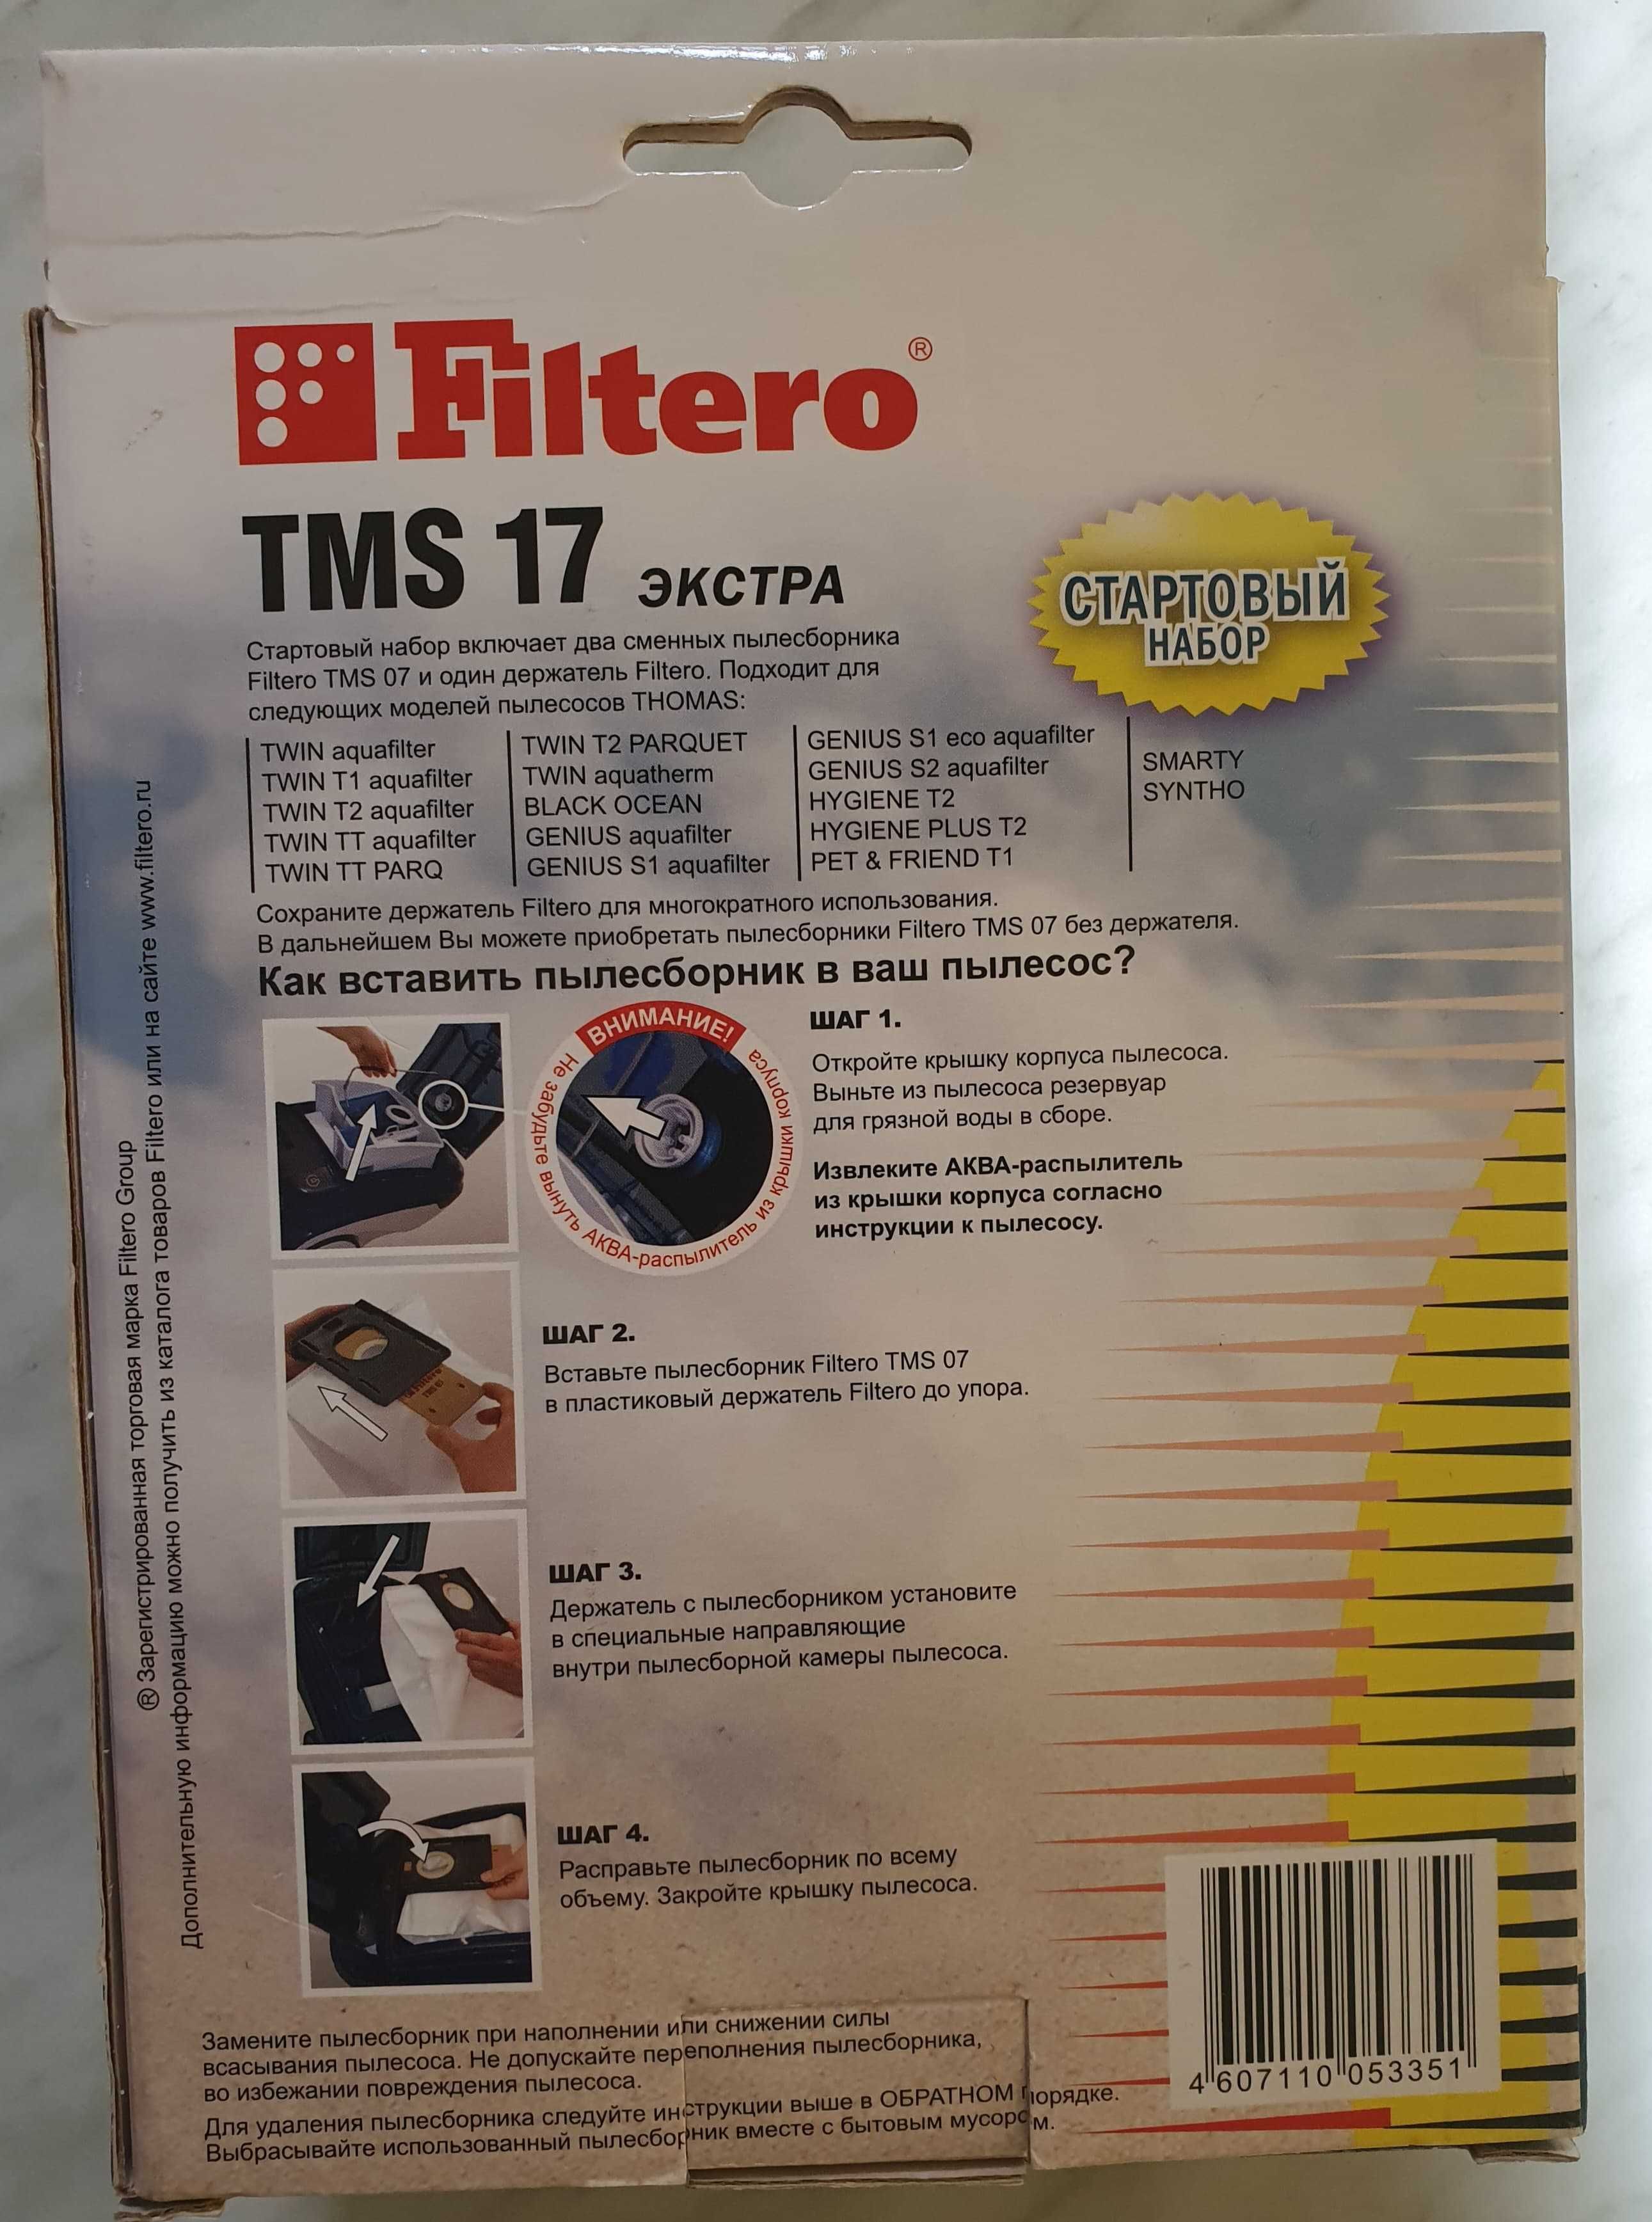 Filtero®
TMS 17 ЭКСТРА
СТАРТОВЫЙ
НАБОР
Стартовый набор включает два сменных пылесборника
Filtero TMS 07 и один держатель Filtero. Подходит для
следующих моделей пылесосов THOMAS:
TWIN aquafilter
TWIN T1 aquafilter
TWIN T2 aquafilter
TWIN TT aquafilter
TWIN TT PARQ
TWIN T2 PARQUET
TWIN aquatherm
BLACK OCEAN
GENIUS aquafilter
GENIUS S1 aquafilter
GENIUS S1 eco aquafilter
GENIUS S2 aquafilter
HYGIENE T2
HYGIENE PLUS T2
PET & FRIEND T1
SMARTY
SYNTHO
Сохраните держатель Filtero для многократного использования.
В дальнейшем Вы можете приобретать пылесборники Filtero TMS 07 без держателя.
Как вставить пылесборник в ваш пылесос?
ВНИМАНИЕ!
Не забудьте вынуть АКВА-распылитель из крышки корпуса
ШАГ 1.
Откройте крышку корпуса пылесоса.
Выньте из пылесоса резервуар
для грязной воды в сборе.
Извлеките АКВА-распылитель
из крышки корпуса согласно
инструкции к пылесосу.
ШАГ 2.
Вставьте пылесборник Filtero TMS 07
в пластиковый держатель Filtero до упора.
ШАГ 3.
Держатель с пылесборником установите
в специальные направляющие
внутри пылесборной камеры пылесоса.
ШАГ 4.
Расправьте пылесборник по всему
объему. Закройте крышку пылесоса.
Замените пылесборник при наполнении или снижении силы
всасывания пылесоса. Не допускайте переполнения пылесборника,
во избежании повреждения пылесоса.
Для удаления пылесборника следуйте инструкции выше в ОБРАТНОМ порядке.
Выбрасывайте использованный пылесборник вместе с бытовым мусором.
4 607110 053351
® Зарегистрированная торговая марка Filtero Group
Дополнительную информацию можно получить из каталога товаров Filtero или на сайте www.filtero.ru